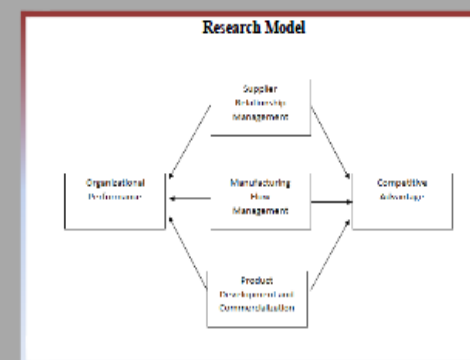 Research Model
Supplier
Relationship
Management
Organizational
Performance
Manufacturing
Flow
Management
Competitive
Advantage
Product
Development and
Commercialization